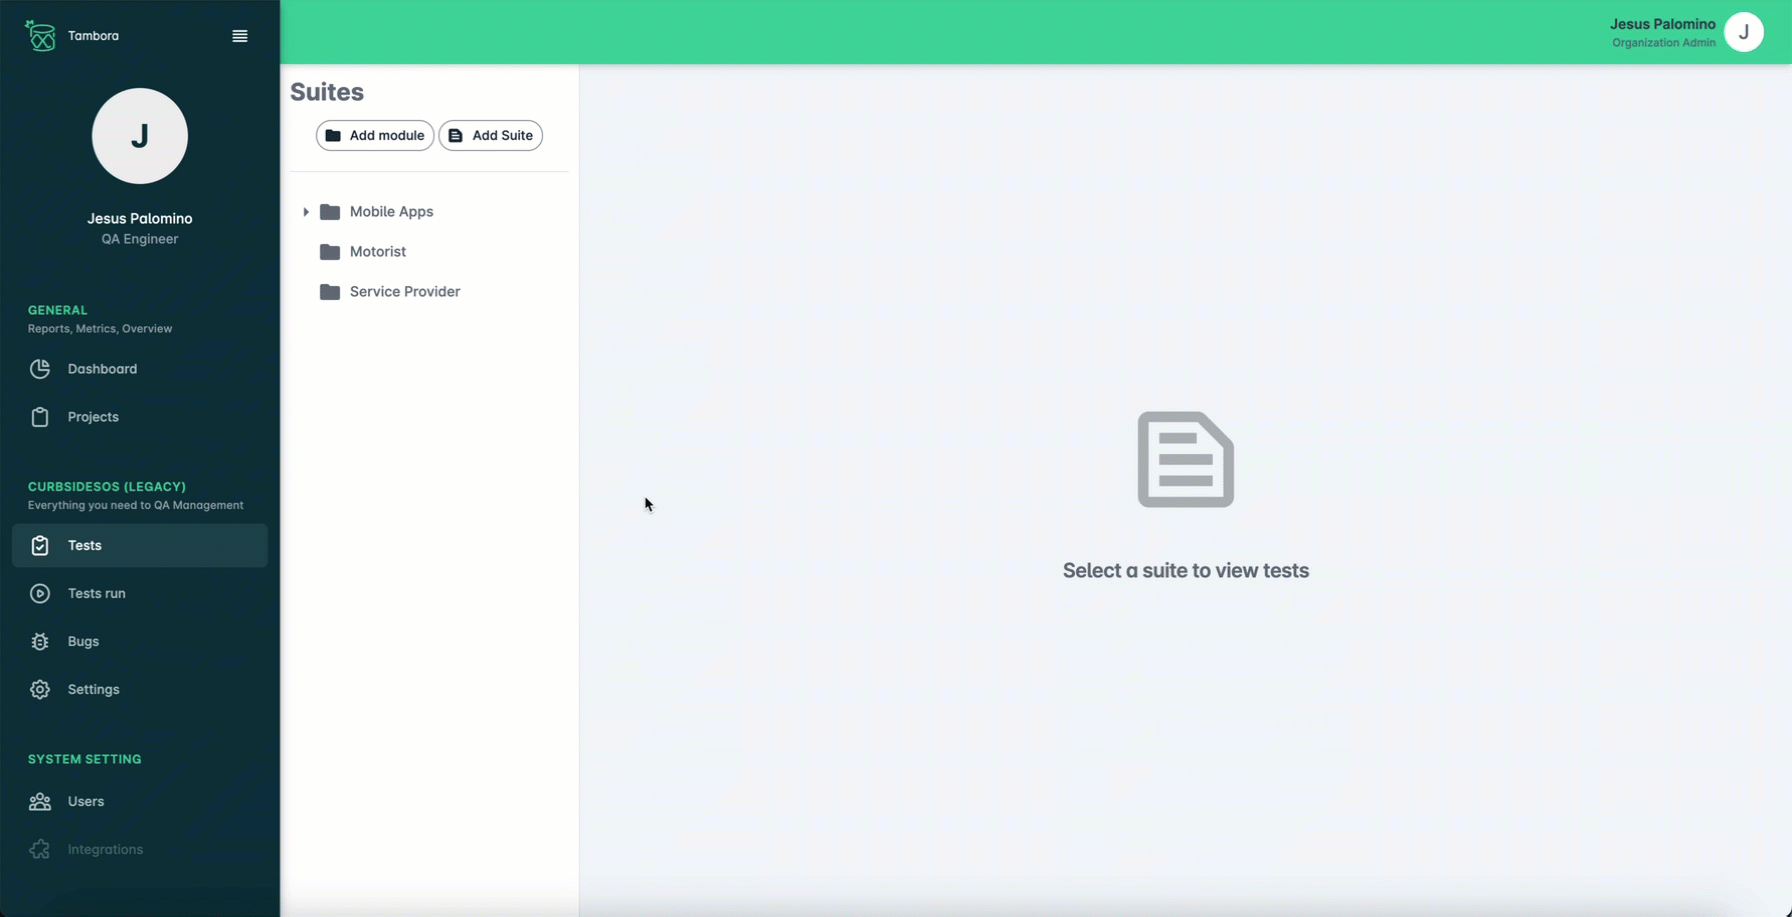 Tambora
J
Jesus Palomino
QA Engineer
GENERAL
Reports, Metrics, Overview
Dashboard
Projects
CURBSIDESOS (LEGACY)
Everything you need to QA Management
Tests
Tests run
Bugs
Settings
SYSTEM SETTING
Users
Integrations
Jesus Palomino
Organization Admin
J
Suites
Add module
Add Suite
Mobile Apps
Motorist
Service Provider
Select a suite to view tests